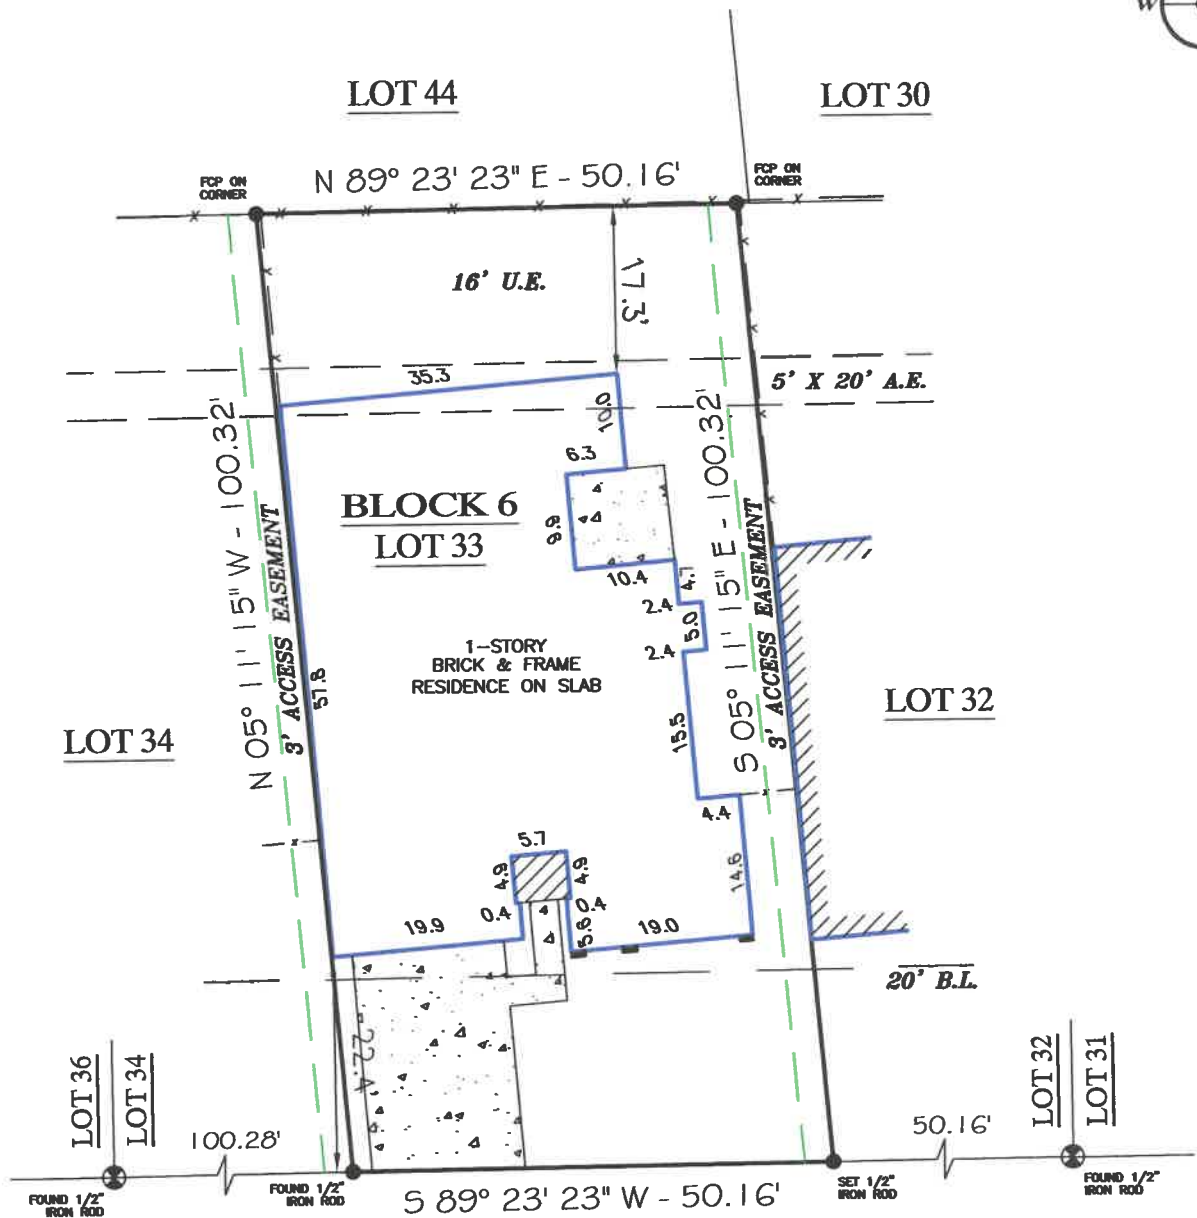 W
LOT 44
LOT 30
FCP ON
CORNER
N 89° 23' 23" E - 50.16'
FCP ON
CORNER
16' U.E.
17.3'
35.3
5' X 20' A.E.
10.0
6.3
BLOCK 6
LOT 33
9.9
10.4
4.7
2.4
5.0
2.4
N 05° 11' 15" W - 100.32'
3' ACCESS EASEMENT
57.8
1-STORY
BRICK & FRAME
RESIDENCE ON SLAB
S 05° 11' 15" E - 100.32'
3' ACCESS EASEMENT
LOT 34
LOT 32
15.5
4.4
5.7
4.9
4.9
14.6
0.4
0.4
19.9
5.6
19.0
20' B.L.
22.4
LOT 36
LOT 34
LOT 32
LOT 31
100.28'
50.16'
FOUND 1/2"
IRON ROD
FOUND 1/2"
IRON ROD
S 89° 23' 23" W - 50.16'
SET 1/2"
IRON ROD
FOUND 1/2"
IRON ROD